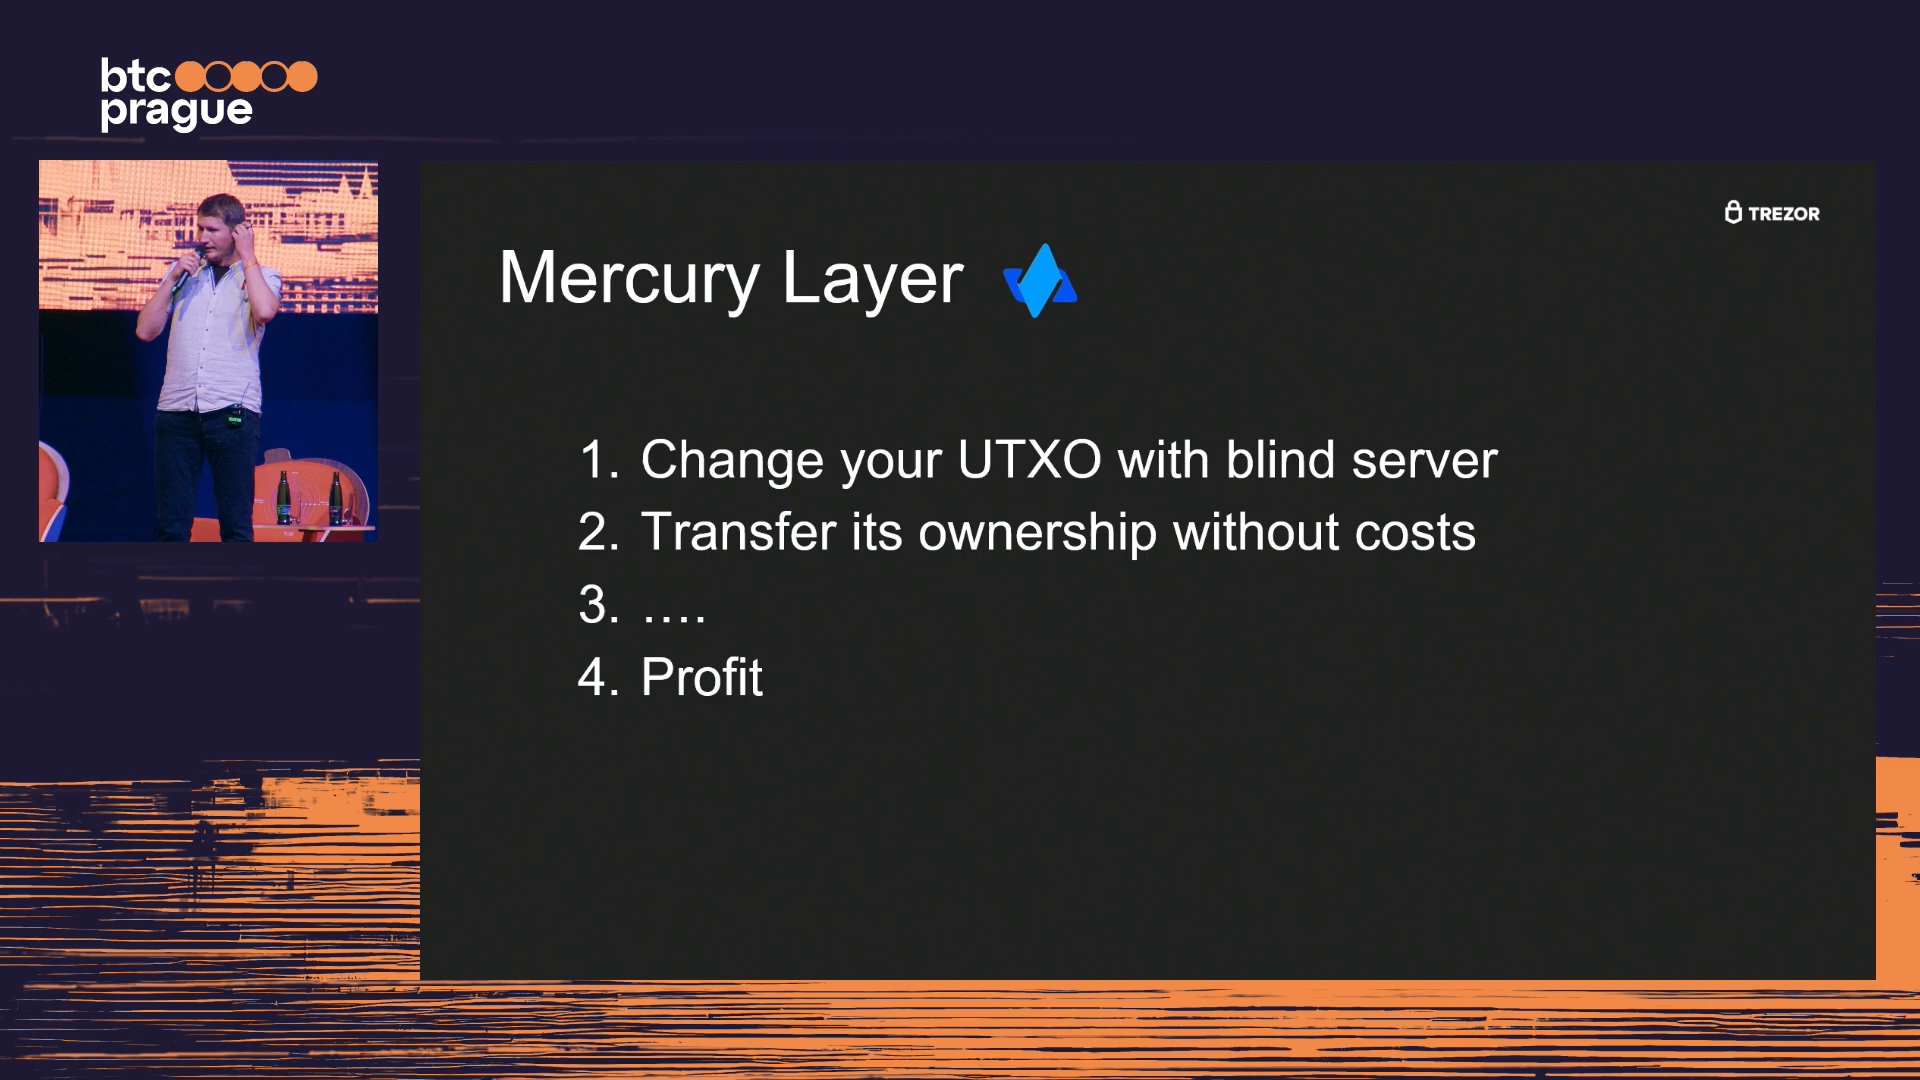 btc
prague
TREZOR
Mercury Layer
1. Change your UTXO with blind server
2. Transfer its ownership without costs
3. ....
4. Profit